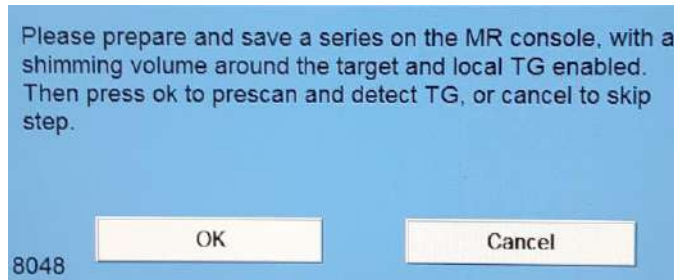 Please prepare and save a series on the MR console, with a
shimming volume around the target and local TG enabled.
Then press ok to prescan and detect TG, or cancel to skip
step.
OK
Cancel
8048